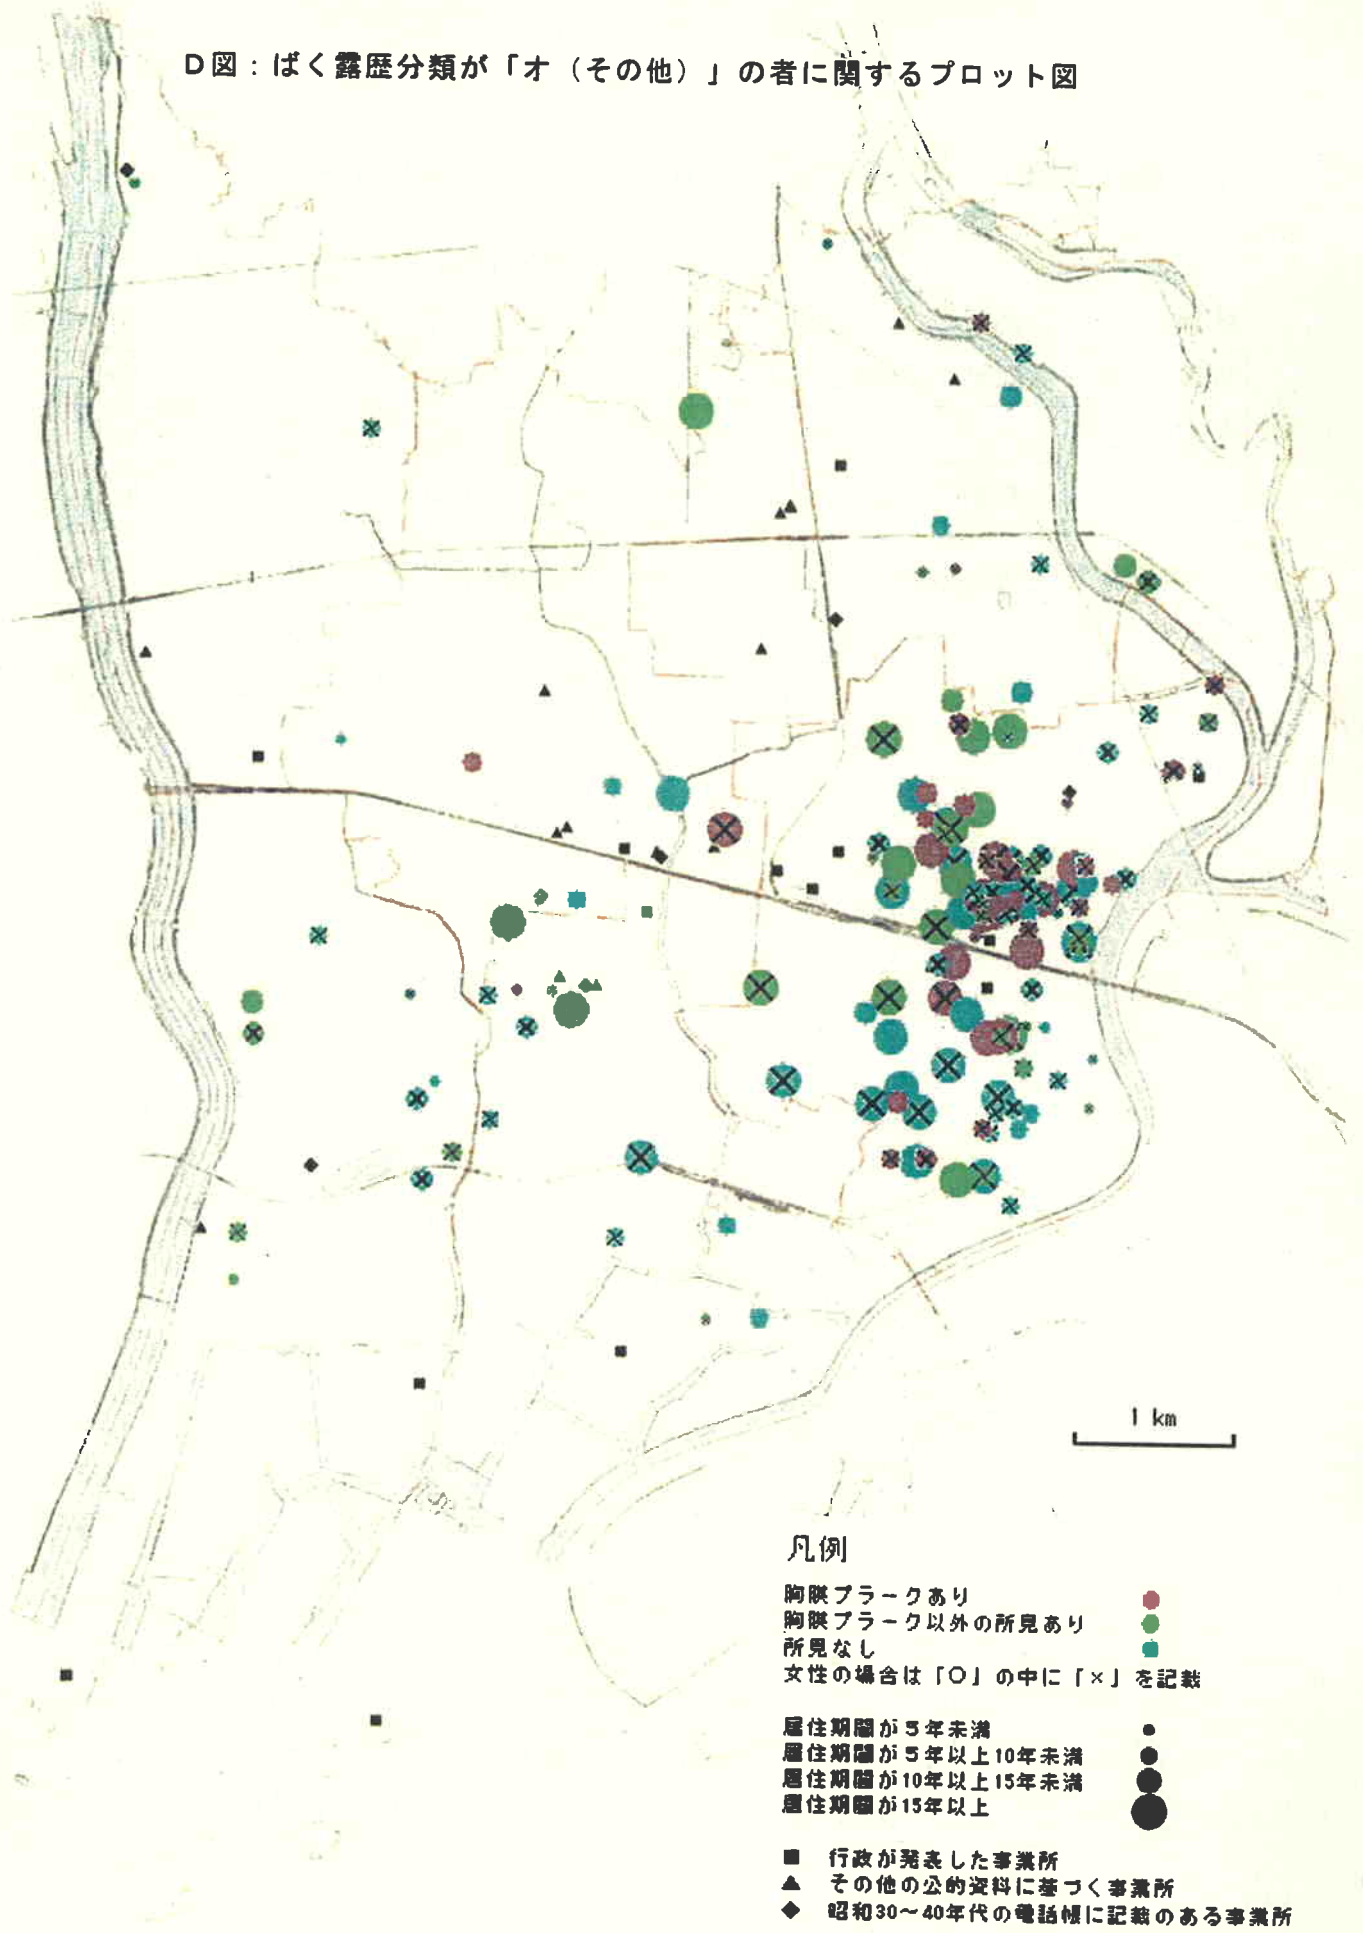 D図：ばく露歴分類が「オ（その他）」の者に関するプロット図
1 km
凡例
胸膜プラークあり
胸膜プラーク以外の所見あり
所見なし
女性の場合は「○」の中に「×」を記載
居住期間が5年未満
居住期間が5年以上10年未満
居住期間が10年以上15年未満
居住期間が15年以上
行政が発表した事業所
その他の公的資料に基づく事業所
昭和30～40年代の電話帳に記載のある事業所